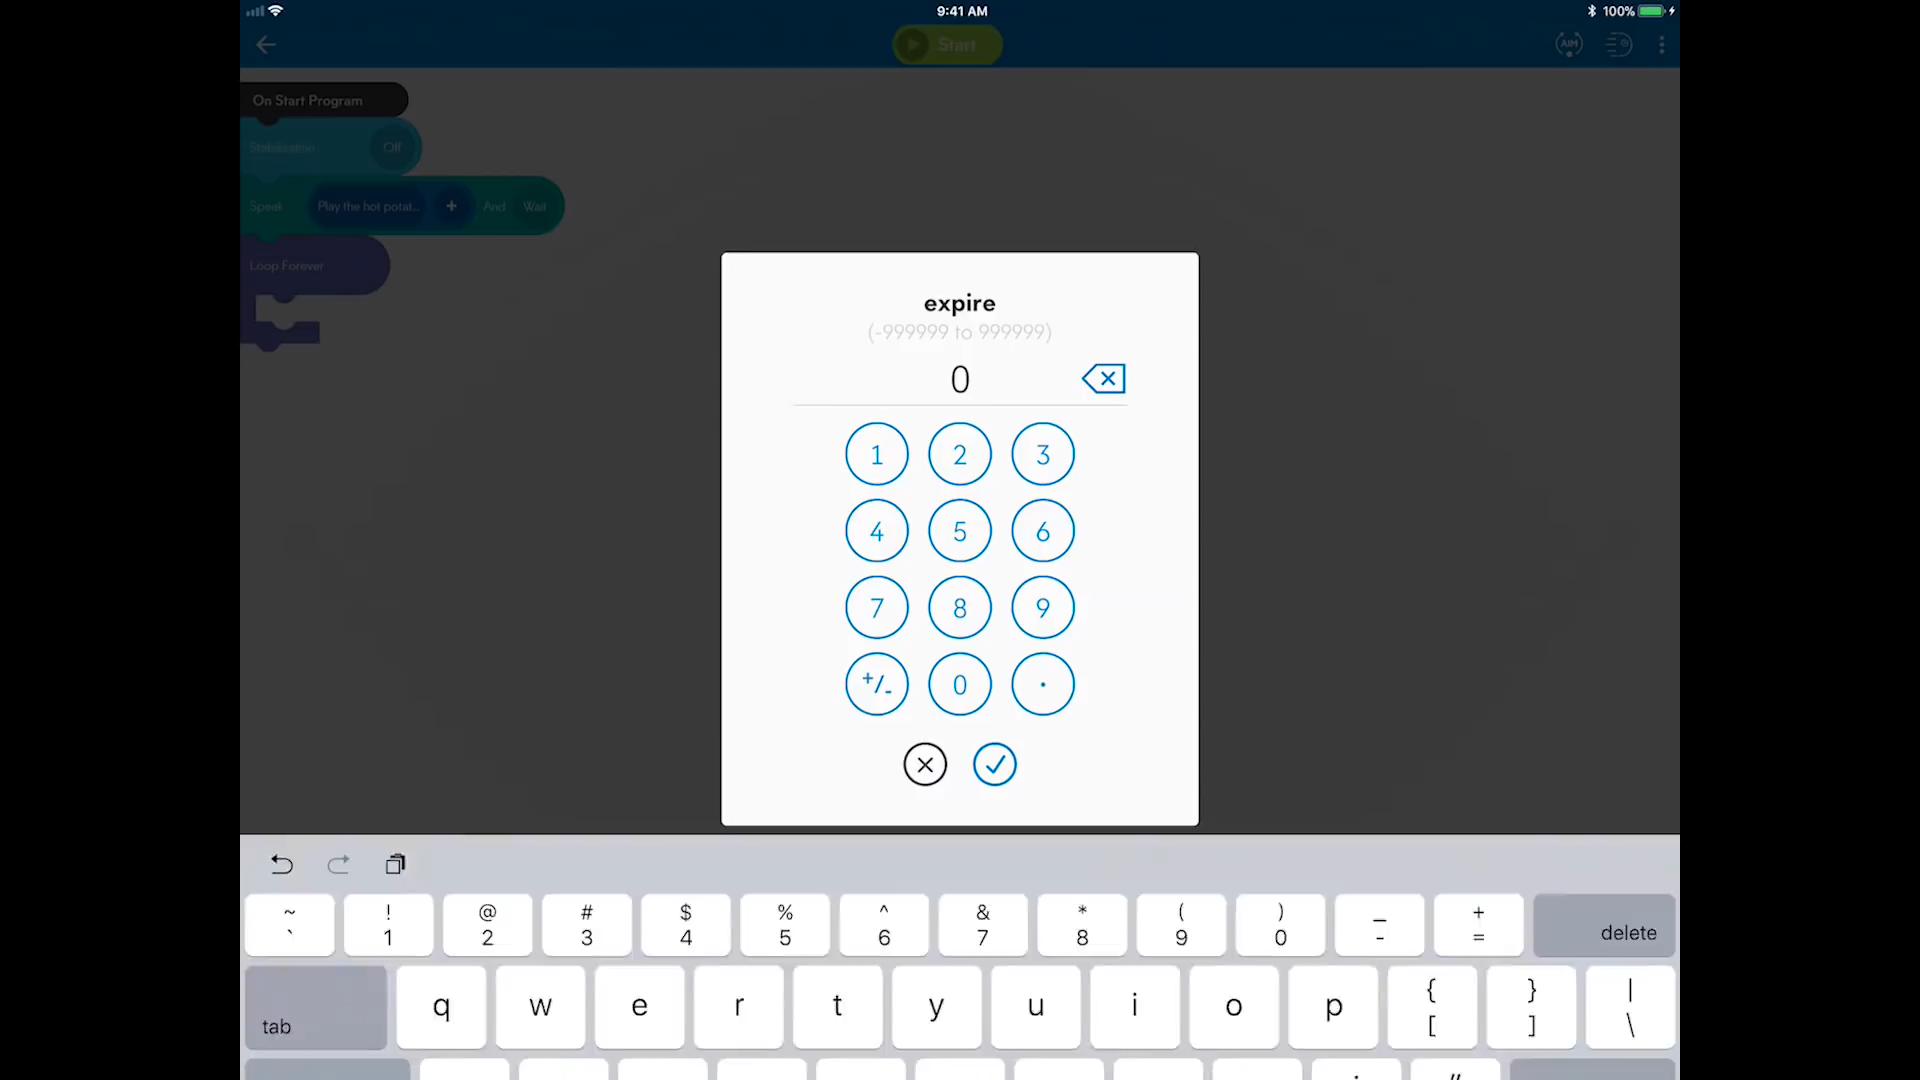 9:41 AM
100%
Start
AIM
On Start Program
Stabilization Off
Speak Play the hot potat... + And Wait
Loop Forever
expire
(-999999 to 999999)
0
1 2 3
4 5 6
7 8 9
+/- 0 .
~ ! @ # $ % ^ & * ( ) _ +
` 1 2 3 4 5 6 7 8 9 0 - = delete
tab q w e r t y u i o p { } |
[ ] \